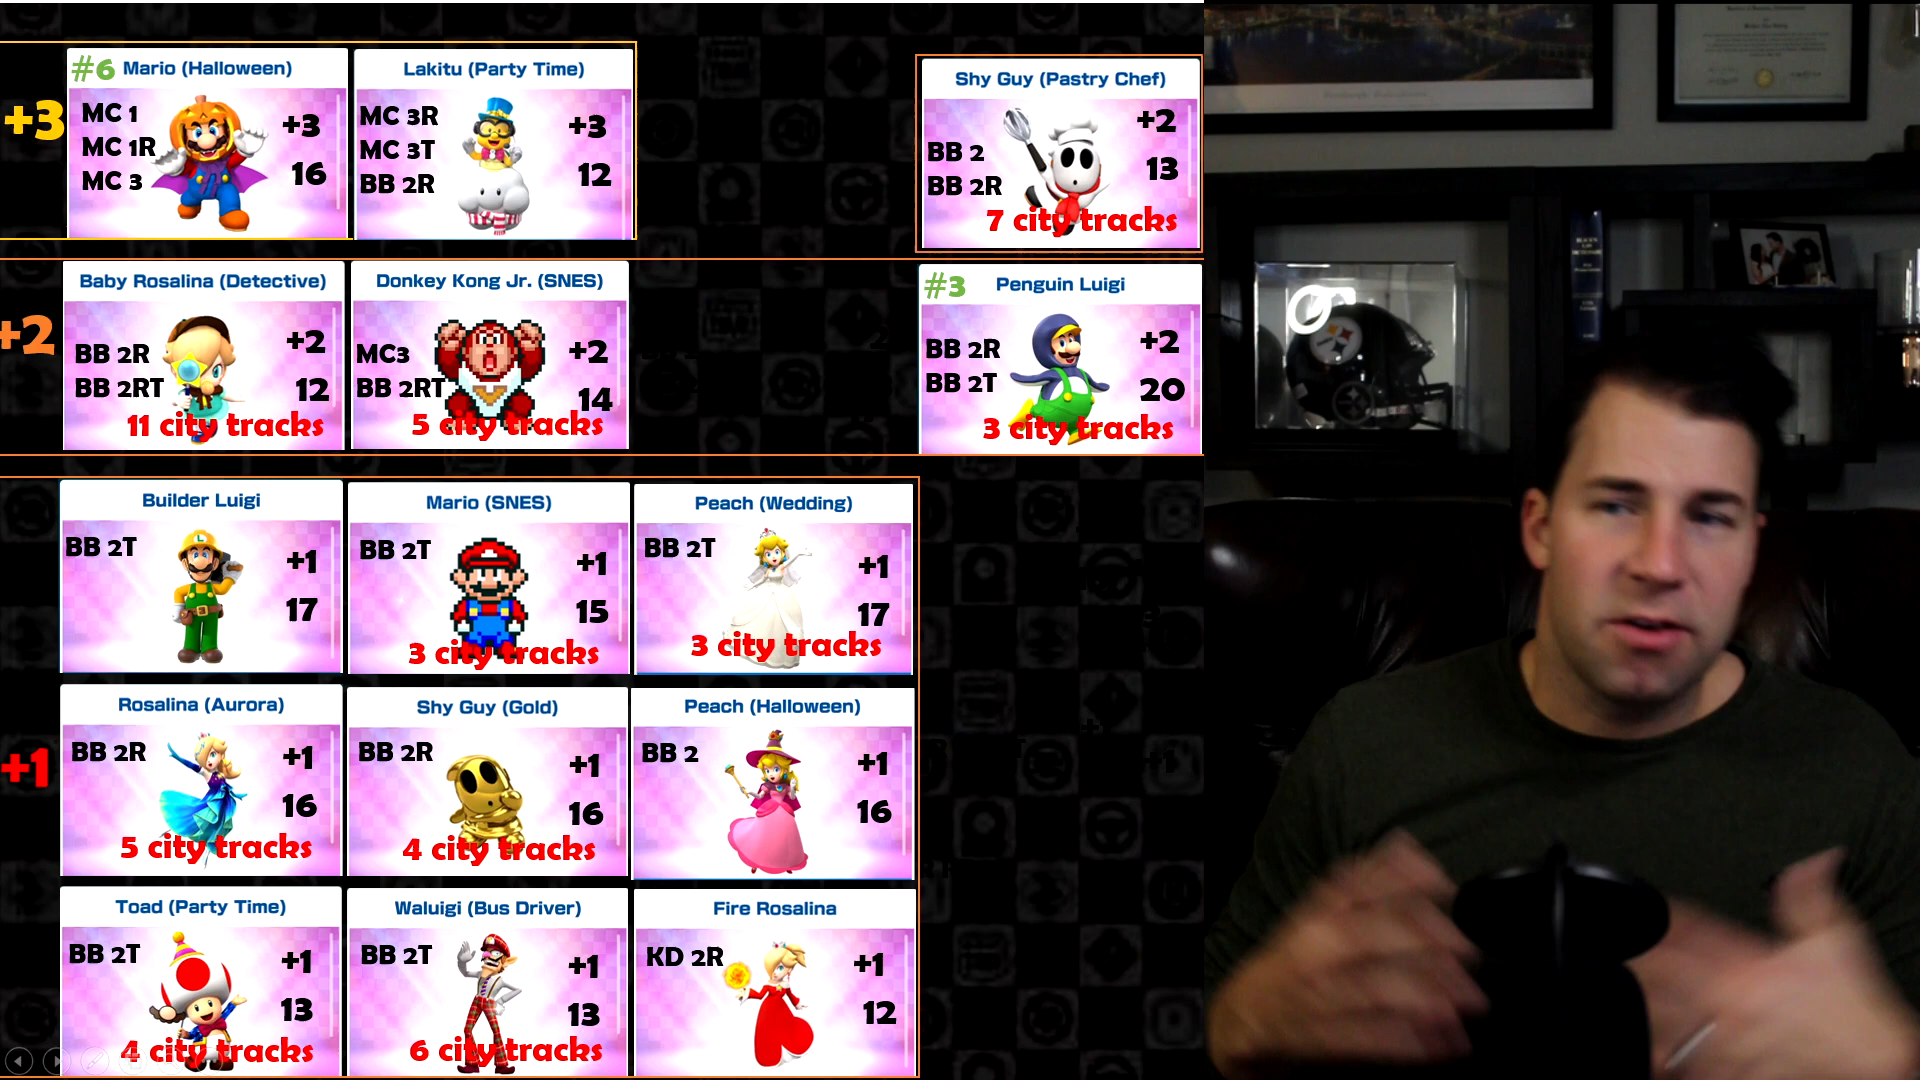 +3
#6 Mario (Halloween)
MC 1
MC 1R
MC 3
+3
16
Lakitu (Party Time)
MC 3R
MC 3T
BB 2R
+3
12
Shy Guy (Pastry Chef)
BB 2
BB 2R
+2
13
7 city tracks
+2
Baby Rosalina (Detective)
BB 2R
BB 2RT
+2
12
11 city tracks
Donkey Kong Jr. (SNES)
MC3
BB 2RT
+2
14
5 city tracks
#3 Penguin Luigi
BB 2R
BB 2T
+2
20
3 city tracks
+1
Builder Luigi
BB 2T
+1
17
Mario (SNES)
BB 2T
+1
15
3 city tracks
Peach (Wedding)
BB 2T
+1
17
3 city tracks
Rosalina (Aurora)
BB 2R
+1
16
5 city tracks
Shy Guy (Gold)
BB 2R
+1
16
4 city tracks
Peach (Halloween)
BB 2
+1
16
Toad (Party Time)
BB 2T
+1
13
4 city tracks
Waluigi (Bus Driver)
BB 2T
+1
13
6 city tracks
Fire Rosalina
KD 2R
+1
12